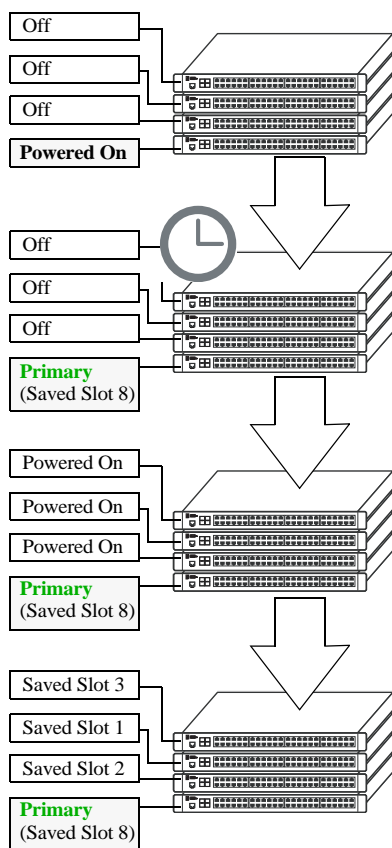 Off
Off
Off
Powered On
Off
Off
Off
Primary
(Saved Slot 8)
Powered On
Powered On
Powered On
Primary
(Saved Slot 8)
Saved Slot 3
Saved Slot 1
Saved Slot 2
Primary
(Saved Slot 8)